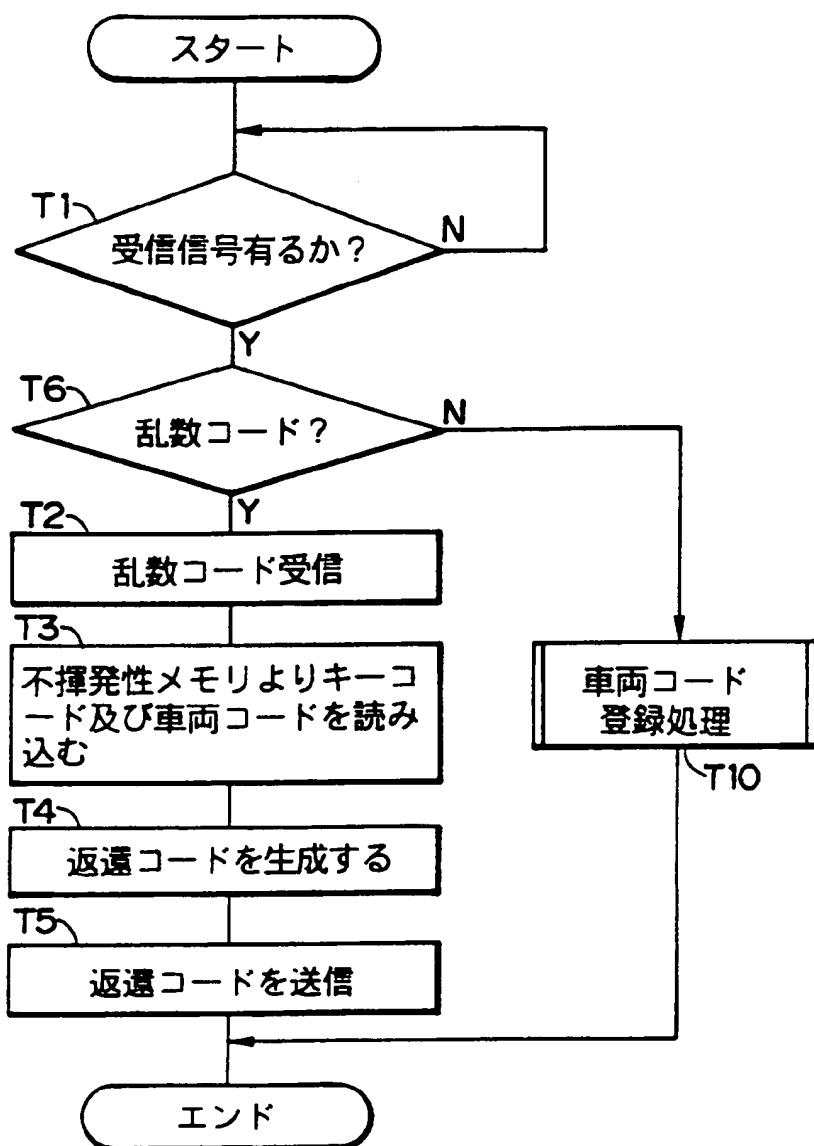 スタート
T1
受信信号有るか？
N
Y
T6
乱数コード？
N
Y
T2
乱数コード受信
T3
不揮発性メモリよりキーコ
ード及び車両コードを読み
込む
車両コード
登録処理
T10
T4
返還コードを生成する
T5
返還コードを送信
エンド